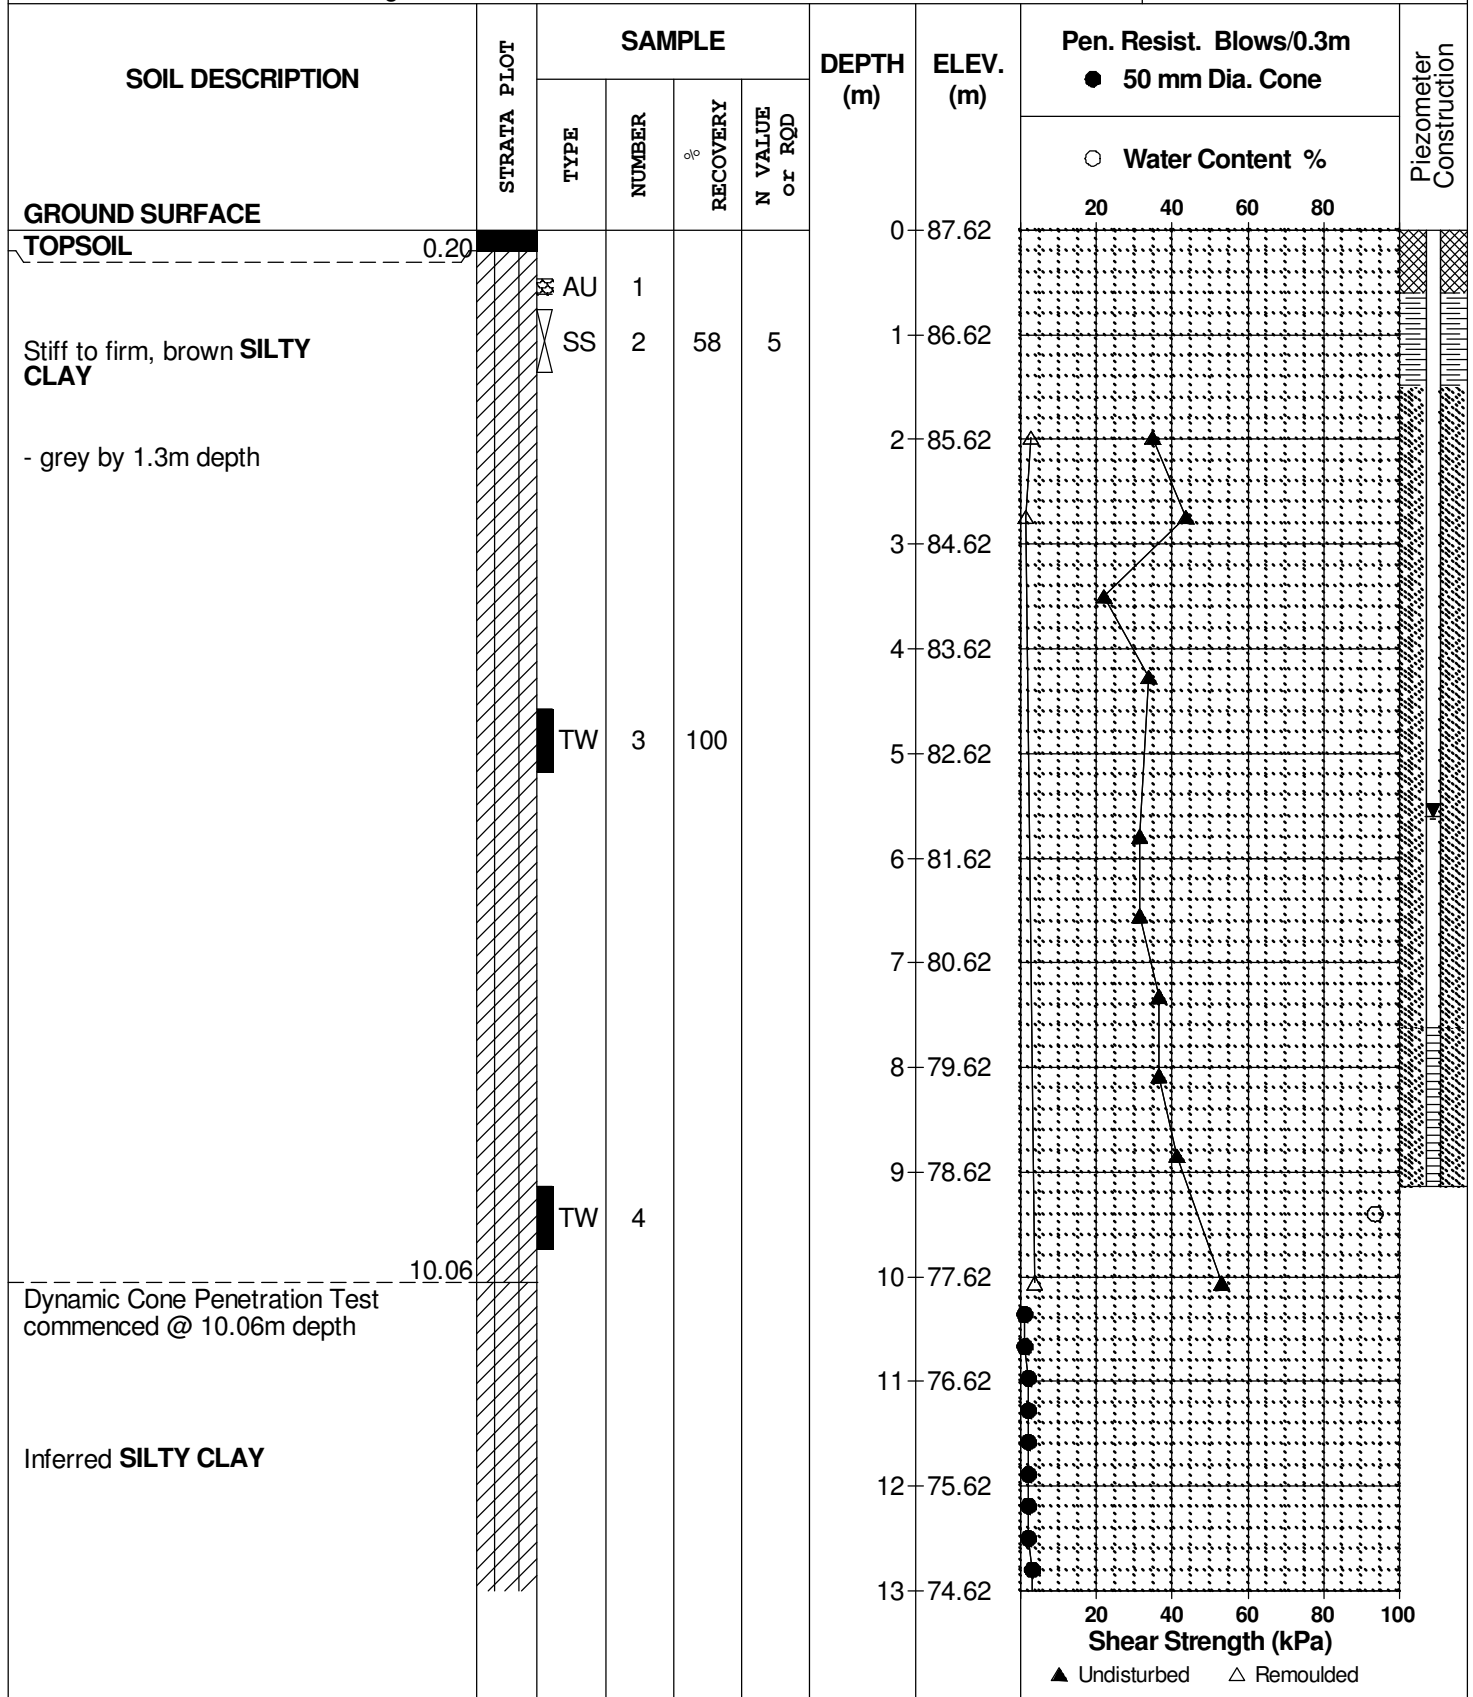 SOIL DESCRIPTION
STRATA PLOT
SAMPLE
TYPE
NUMBER
% RECOVERY
N VALUE or RQD
DEPTH (m)
ELEV. (m)
Pen. Resist. Blows/0.3m
● 50 mm Dia. Cone
○ Water Content %
Piezometer Construction
20 40 60 80
GROUND SURFACE
0 87.62
TOPSOIL 0.20
AU 1
Stiff to firm, brown SILTY CLAY
SS 2 58 5
1 86.62
- grey by 1.3m depth
2 85.62
3 84.62
4 83.62
TW 3 100
5 82.62
6 81.62
7 80.62
8 79.62
9 78.62
TW 4
10.06
10 77.62
Dynamic Cone Penetration Test
commenced @ 10.06m depth
11 76.62
Inferred SILTY CLAY
12 75.62
13 74.62
20 40 60 80 100
Shear Strength (kPa)
▲ Undisturbed △ Remoulded